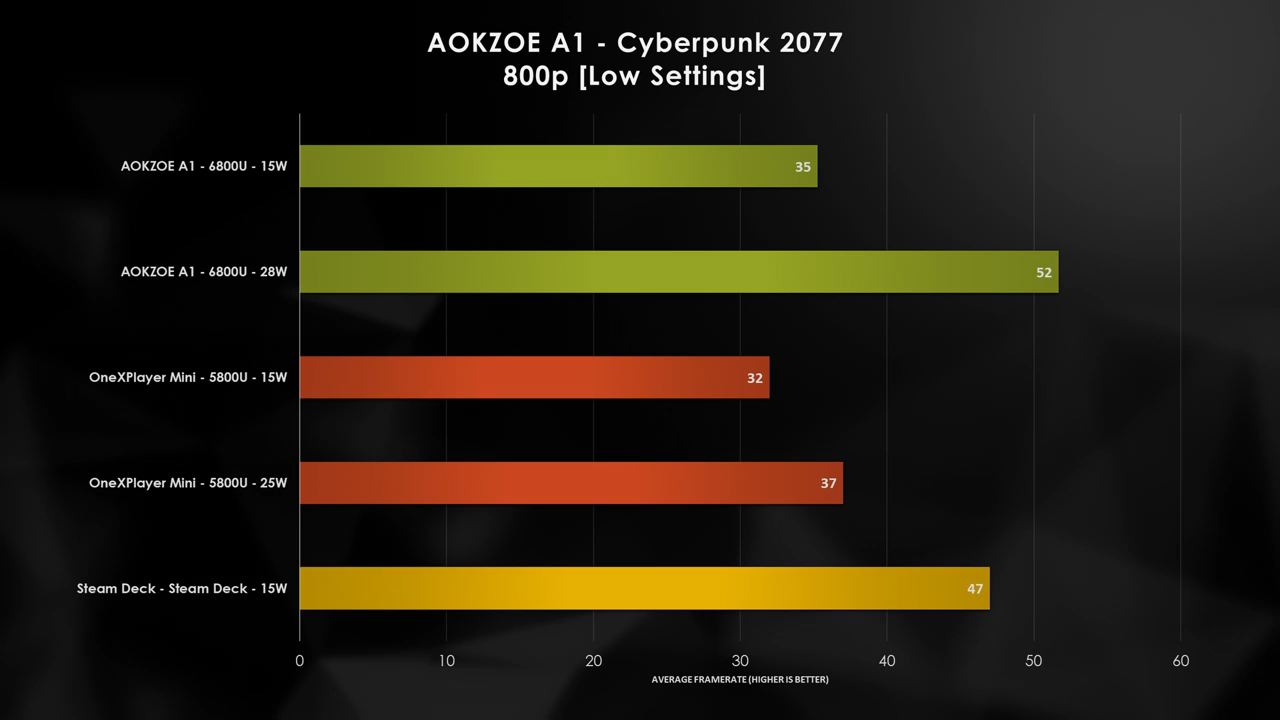 AOKZOE A1 - Cyberpunk 2077
800p [Low Settings]
AOKZOE A1 - 6800U - 15W
35
AOKZOE A1 - 6800U - 28W
52
OneXPlayer Mini - 5800U - 15W
32
OneXPlayer Mini - 5800U - 25W
37
Steam Deck - Steam Deck - 15W
47
0 10 20 30 40 50 60
AVERAGE FRAMERATE (HIGHER IS BETTER)